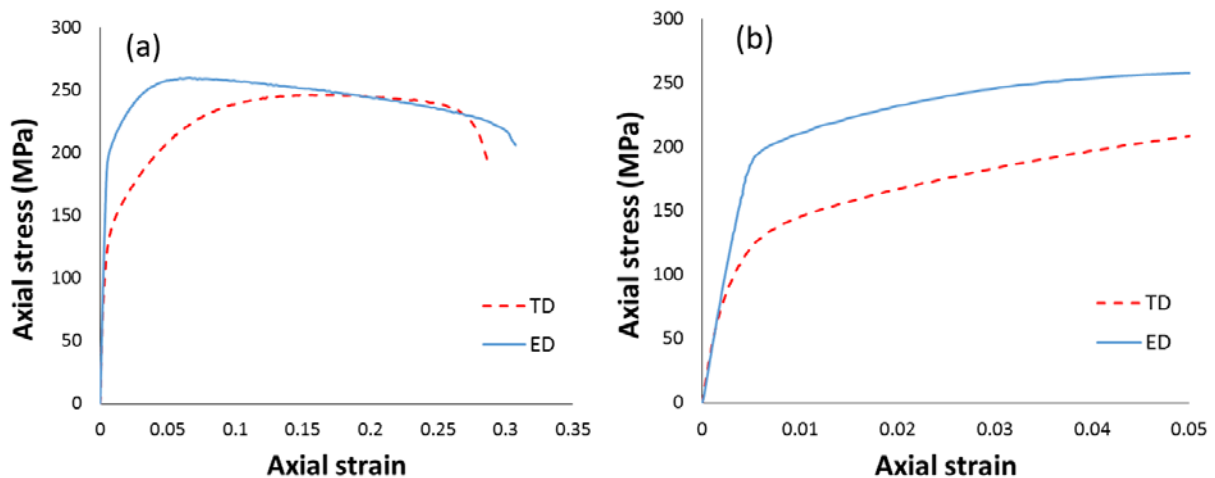 (a)
Axial stress (MPa)
300
250
200
150
100
50
0
TD
ED
0 0.05 0.1 0.15 0.2 0.25 0.3 0.35
Axial strain
(b)
Axial stress (MPa)
300
250
200
150
100
50
0
TD
ED
0 0.01 0.02 0.03 0.04 0.05
Axial strain